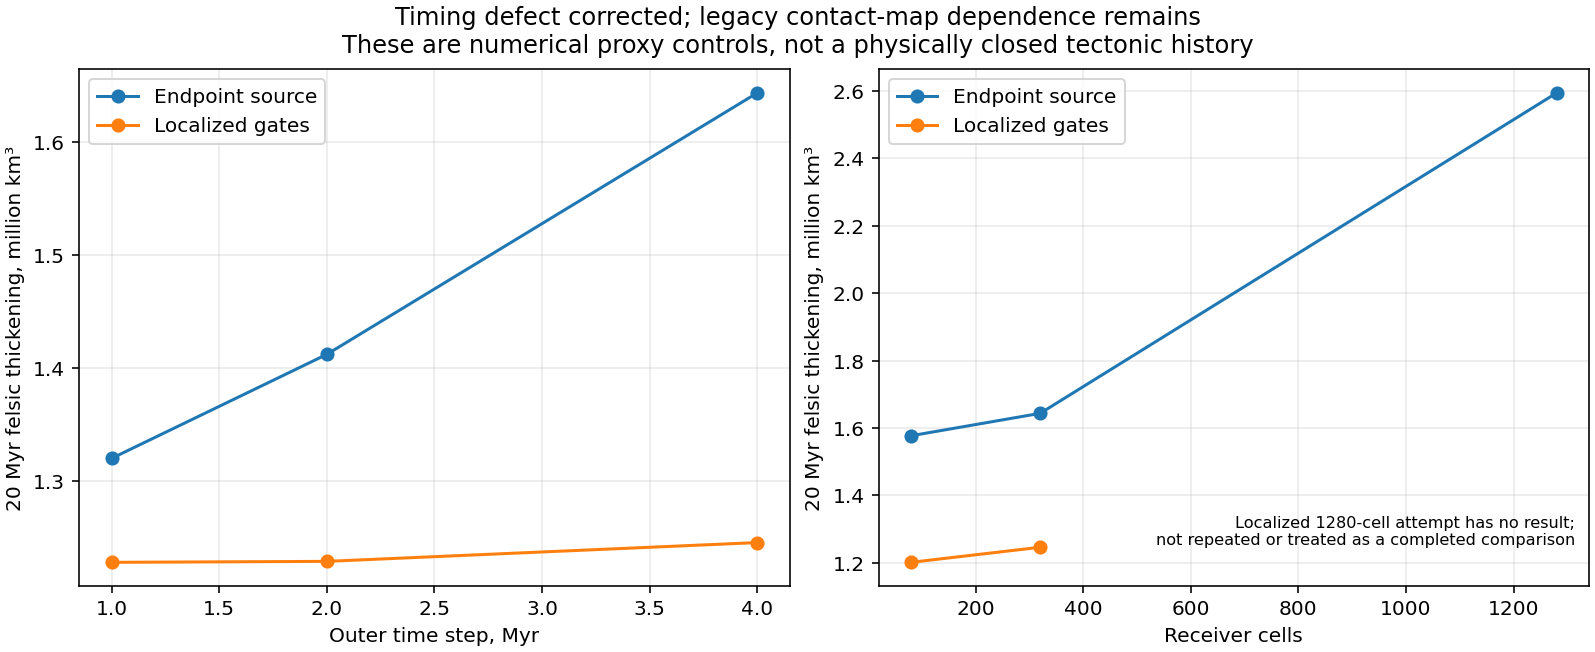 Timing defect corrected; legacy contact-map dependence remains
These are numerical proxy controls, not a physically closed tectonic history
20 Myr felsic thickening, million km³
Endpoint source
Localized gates
1.6
1.5
1.4
1.3
1.0
1.5
2.0
2.5
3.0
3.5
4.0
Outer time step, Myr
20 Myr felsic thickening, million km³
Endpoint source
Localized gates
2.6
2.4
2.2
2.0
1.8
1.6
1.4
1.2
Localized 1280-cell attempt has no result;
not repeated or treated as a completed comparison
200
400
600
800
1000
1200
Receiver cells